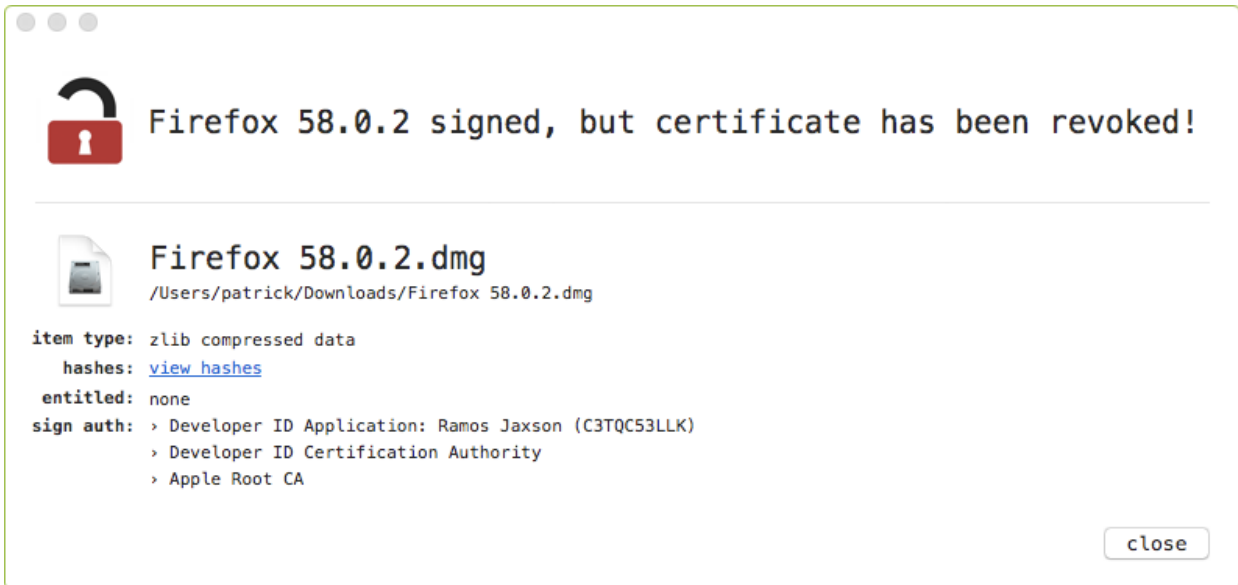 Firefox 58.0.2 signed, but certificate has been revoked!
Firefox 58.0.2.dmg
/Users/patrick/Downloads/Firefox 58.0.2.dmg
item type: zlib compressed data
hashes: view hashes
entitled: none
sign auth: › Developer ID Application: Ramos Jaxson (C3TQC53LLK)
› Developer ID Certification Authority
› Apple Root CA
close